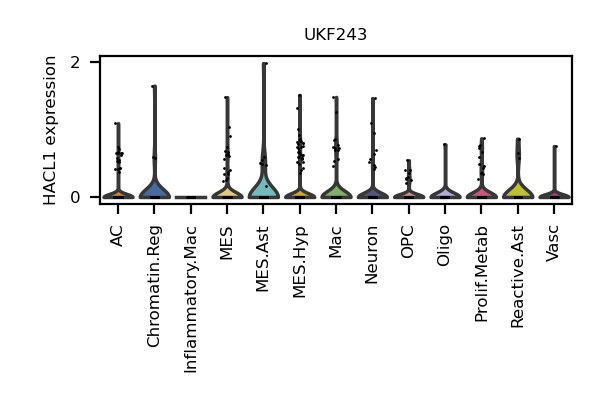 UKF243
HACL1 expression
2
0
AC
Chromatin.Reg
Inflammatory.Mac
MES
MES.Ast
MES.Hyp
Mac
Neuron
OPC
Oligo
Prolif.Metab
Reactive.Ast
Vasc